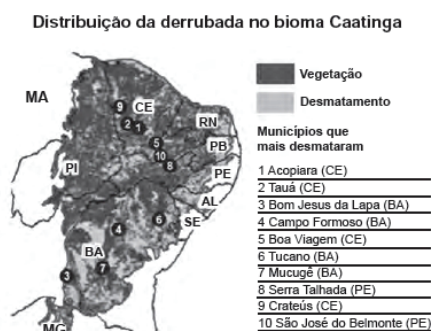 Distribuição da derrubada no bioma Caatinga
Vegetação
Desmatamento
Municípios que
mais desmataram
1 Acopiara (CE)
2 Tauá (CE)
3 Bom Jesus da Lapa (BA)
4 Campo Formoso (BA)
5 Boa Viagem (CE)
6 Tucano (BA)
7 Mucugê (BA)
8 Serra Talhada (PE)
9 Crateús (CE)
10 São José do Belmonte (PE)
MA
9
CE
2
1
RN
5
10
PB
8
PI
PE
AL
6
SE
4
BA
7
3
MG